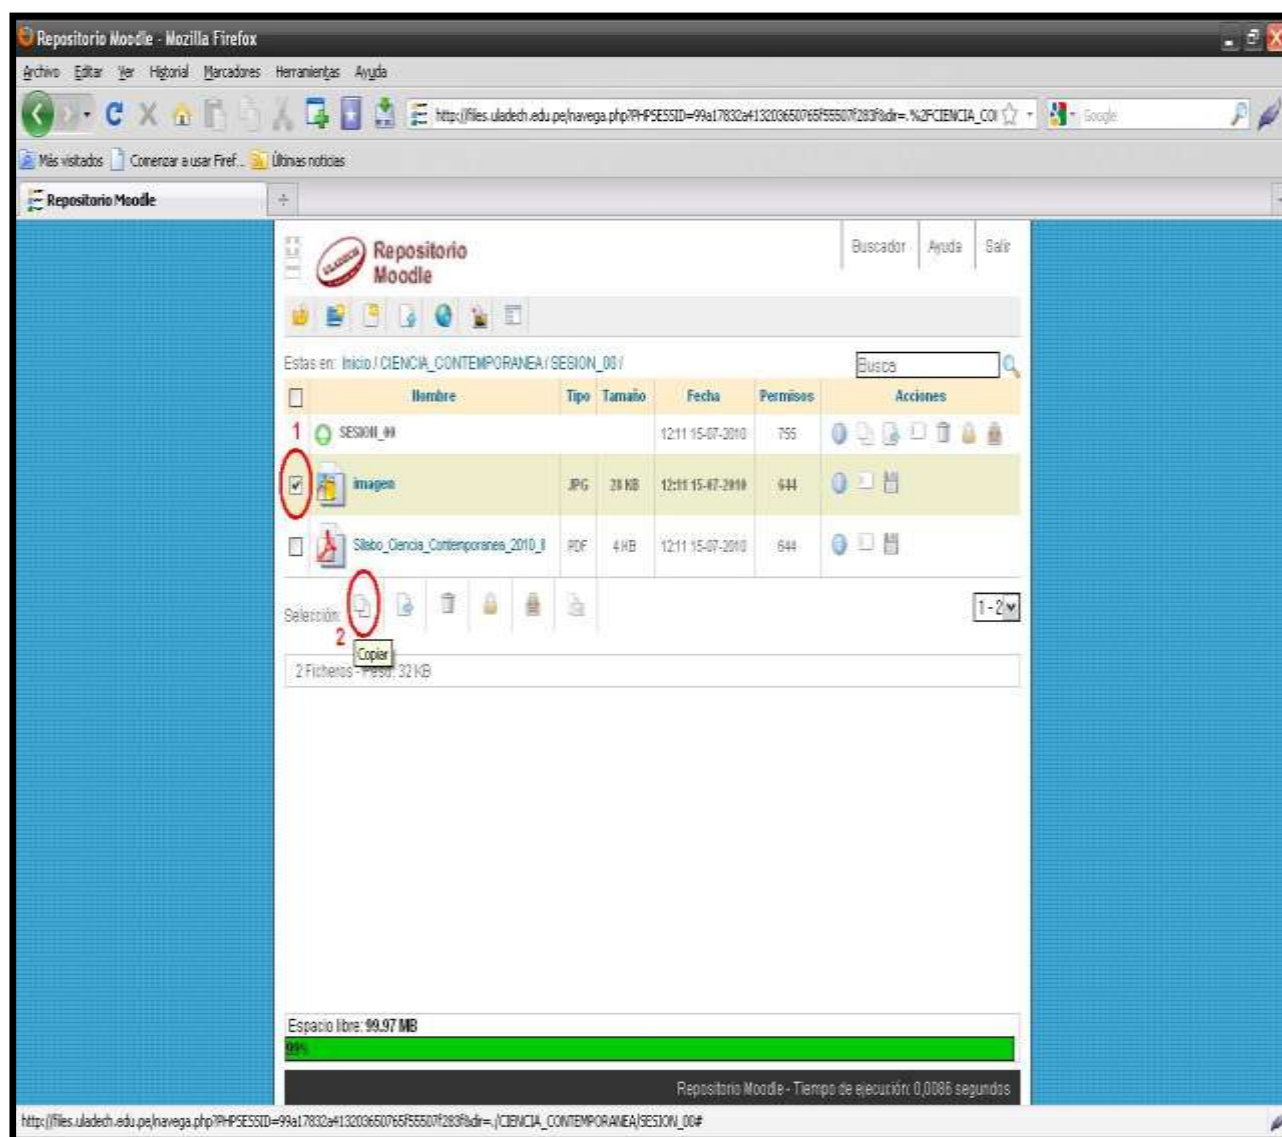 Repositorio Moodle - Mozilla Firefox
Archivo Editar Ver Historial Marcadores Herramientas Ayuda
Google
Más visitados Comenzar a usar Firef... Últimas noticias
Repositorio Moodle
ULADECH
Repositorio
Moodle
Buscador Ayuda Salir
Estas en: Inicio / CIENCIA_CONTEMPORANEA / SESION_00 /
Busca
Nombre Tipo Tamaño Fecha Permisos Acciones
1 SESION_00 12:11 15-07-2010 755
imagen JPG 28 KB 12:11 15-07-2010 644
Silabo_Ciencia_Contemporanea_2010_II PDF 4 KB 12:11 15-07-2010 644
Selección:
1 - 2
2
Copiar
2 Ficheros - Peso: 32 KB
Espacio libre: 99.97 MB
99%
Repositorio Moodle - Tiempo de ejecución: 0,0086 segundos